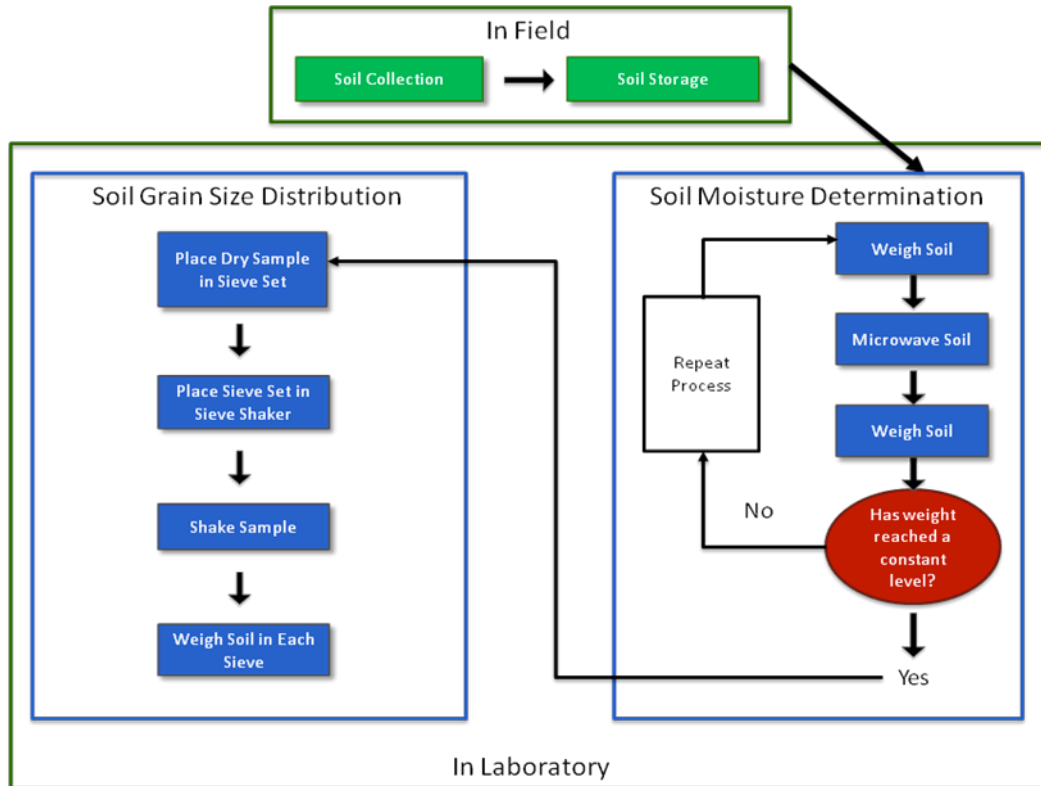 In Field
Soil Collection
Soil Storage
Soil Grain Size Distribution
Place Dry Sample
in Sieve Set
Place Sieve Set in
Sieve Shaker
Shake Sample
Weigh Soil in Each
Sieve
Soil Moisture Determination
Weigh Soil
Microwave Soil
Weigh Soil
Has weight
reached a
constant
level?
No
Repeat
Process
Yes
In Laboratory